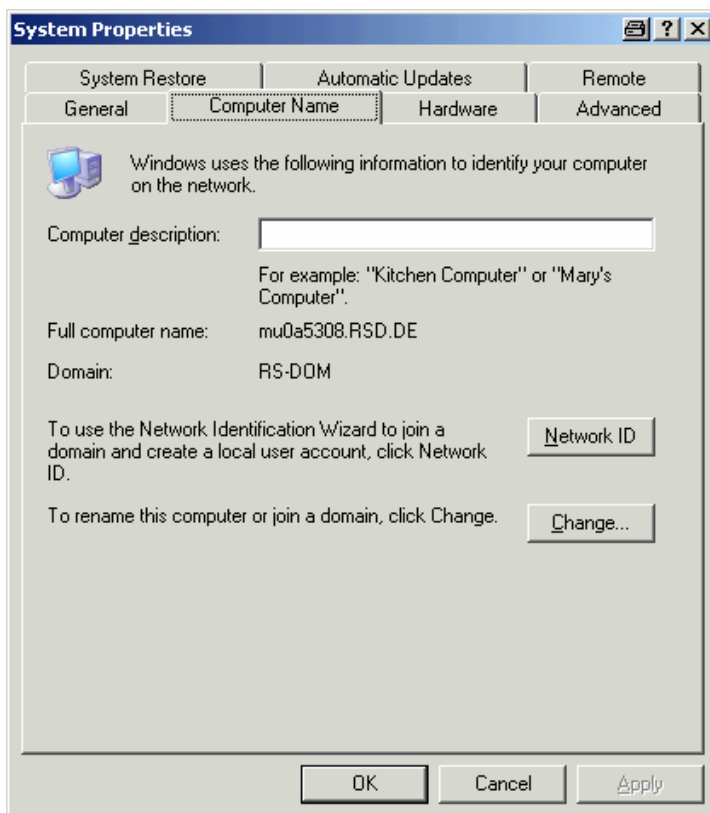 System Properties
System Restore Automatic Updates Remote
General Computer Name Hardware Advanced
Windows uses the following information to identify your computer
on the network.
Computer description:
For example: "Kitchen Computer" or "Mary's
Computer".
Full computer name: mu0a5308.RSD.DE
Domain: RS-DOM
To use the Network Identification Wizard to join a
domain and create a local user account, click Network
ID.
Network ID
To rename this computer or join a domain, click Change.
Change...
OK Cancel Apply